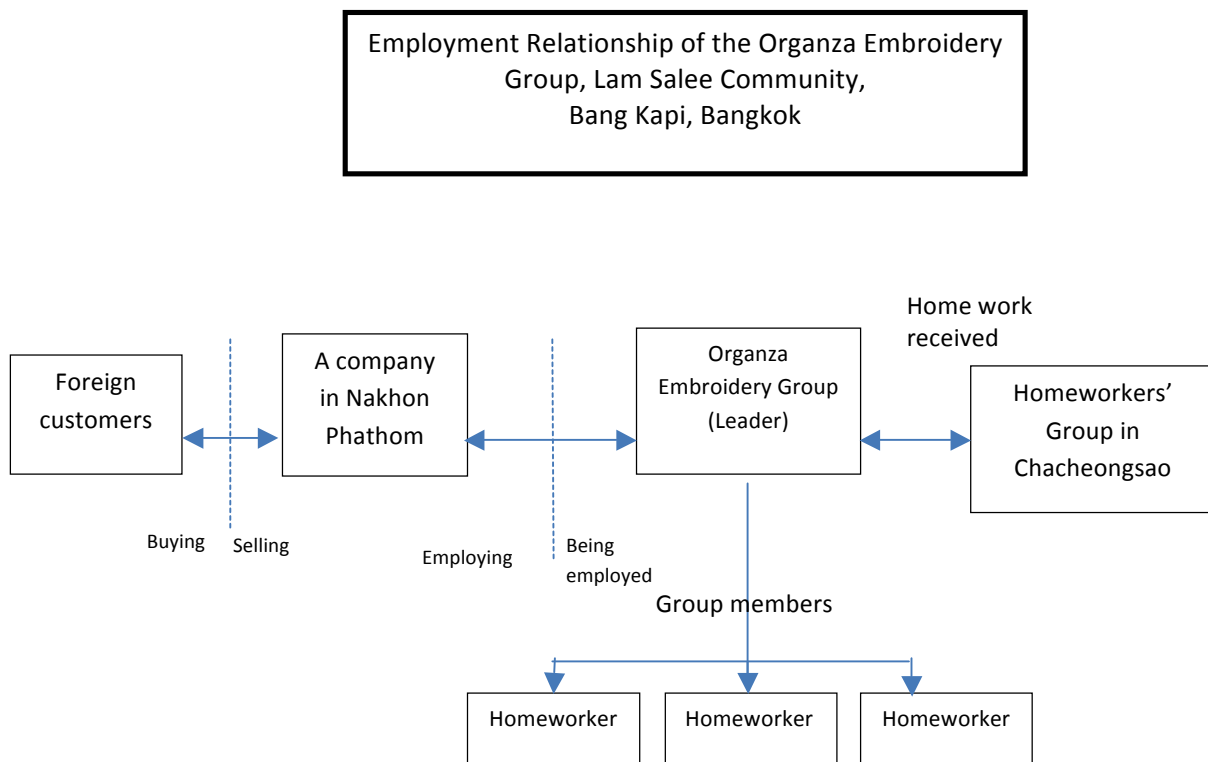 Employment Relationship of the Organza Embroidery
Group, Lam Salee Community,
Bang Kapi, Bangkok
Foreign
customers
Buying
Selling
A company
in Nakhon
Phathom
Employing
Being
employed
Organza
Embroidery Group
(Leader)
Home work
received
Homeworkers’
Group in
Chacheongsao
Group members
Homeworker
Homeworker
Homeworker